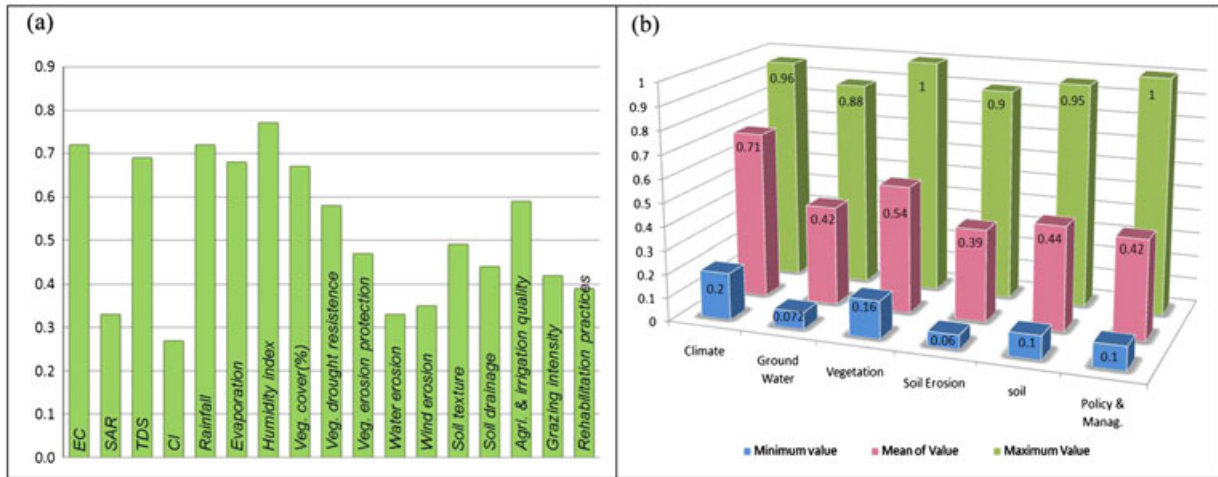 (a)
0.9
0.8
0.7
0.6
0.5
0.4
0.3
0.2
0.1
0.0
EC
SAR
TDS
Cl
Rainfall
Evaporation
Humidity index
Veg. cover(%)
Veg. drought resistence
Veg. erosion protection
Water erosion
Wind erosion
Soil texture
Soil drainage
Agri. & irrigation quality
Grazing intensity
Rehabilitation practices
(b)
1
0.9
0.8
0.7
0.6
0.5
0.4
0.3
0.2
0.1
0
0.96
0.88
1
0.9
0.95
1
0.71
0.42
0.54
0.39
0.44
0.42
0.2
0.072
0.16
0.06
0.1
0.1
Climate
Ground
Water
Vegetation
Soil Erosion
soil
Policy &
Manag.
Minimum value
Mean of Value
Maximum Value